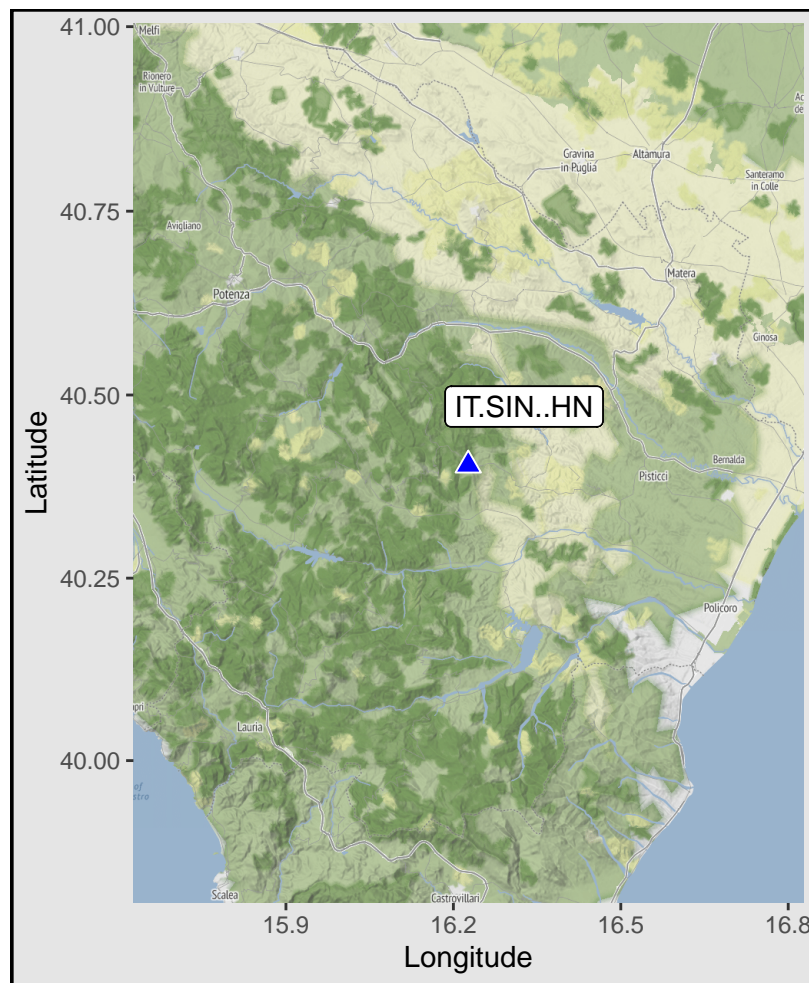 41.00
40.75
40.50
40.25
40.00
Latitude
Melfi
Rionero
in Vulture
Gravina
in Puglia
Altamura
Santeramo
in Colle
Avigliano
Matera
Potenza
Ginosa
IT.SIN..HN
Bernalda
Pisticci
Policoro
Lauria
Scalea
Castrovillari
15.9
16.2
16.5
16.8
Longitude